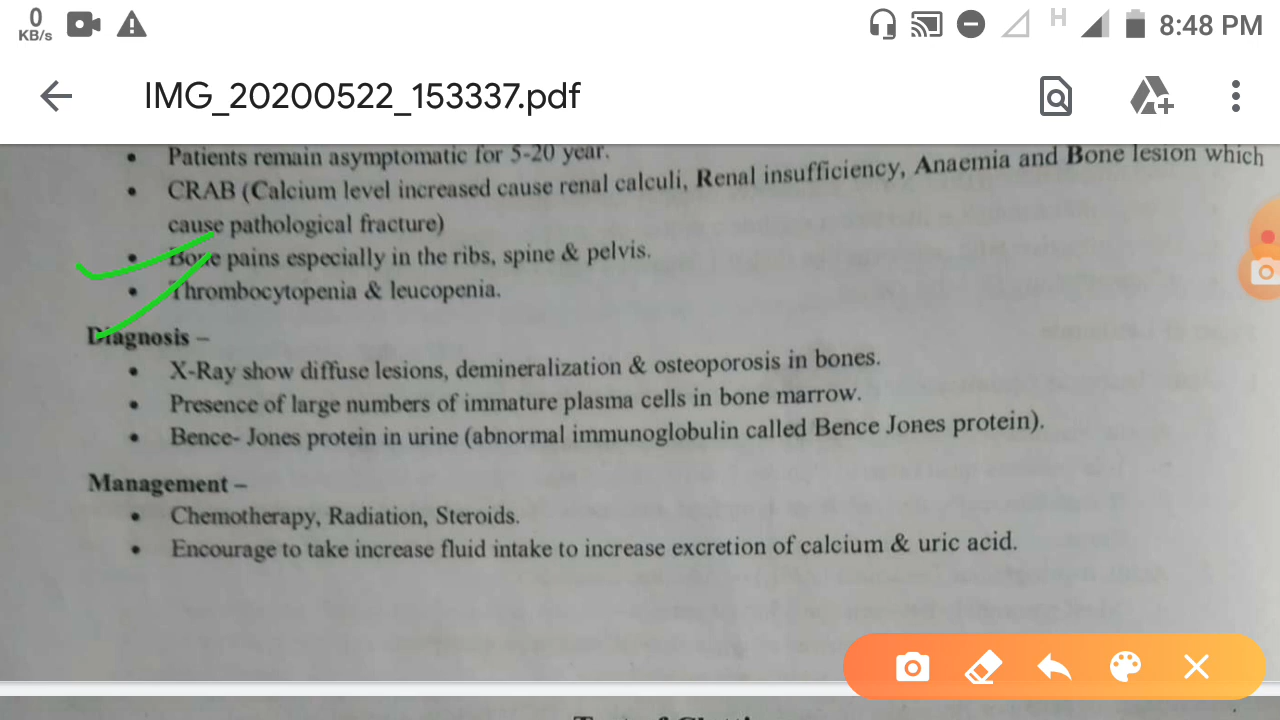 0
KB/s
H
8:48 PM
IMG_20200522_153337.pdf
• Patients remain asymptomatic for 5-20 year.
• CRAB (Calcium level increased cause renal calculi, Renal insufficiency, Anaemia and Bone lesion which
cause pathological fracture)
• Bone pains especially in the ribs, spine & pelvis.
• Thrombocytopenia & leucopenia.
Diagnosis –
• X-Ray show diffuse lesions, demineralization & osteoporosis in bones.
• Presence of large numbers of immature plasma cells in bone marrow.
• Bence- Jones protein in urine (abnormal immunoglobulin called Bence Jones protein).
Management –
• Chemotherapy, Radiation, Steroids.
• Encourage to take increase fluid intake to increase excretion of calcium & uric acid.